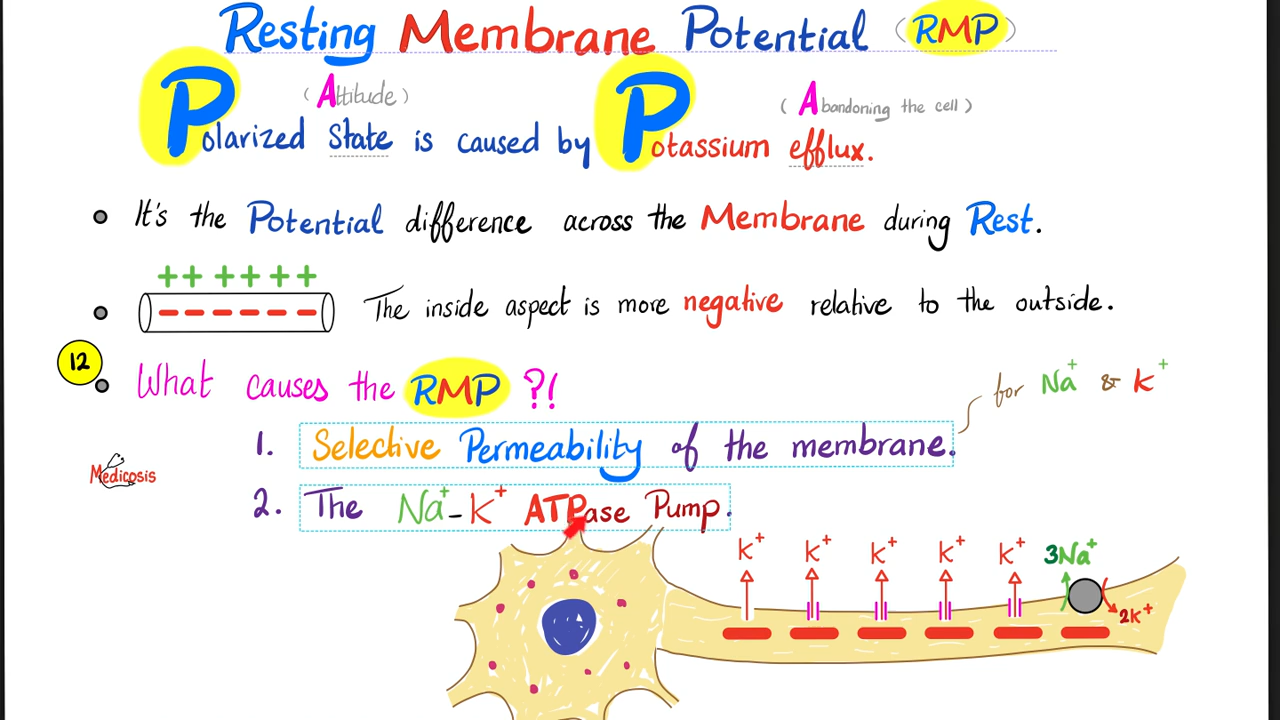 Resting Membrane Potential (RMP)
(Attitude) (Abandoning the cell)
Polarized State is caused by Potassium efflux.
It's the Potential difference across the Membrane during Rest.
++ ++ ++
- - - - - - The inside aspect is more negative relative to the outside.
12
What causes the RMP ?!
for Na+ & K+
1. Selective Permeability of the membrane.
Medicosis
2. The Na+-K+ ATPase Pump.
K+ K+ K+ K+ K+ 3Na+
2K+